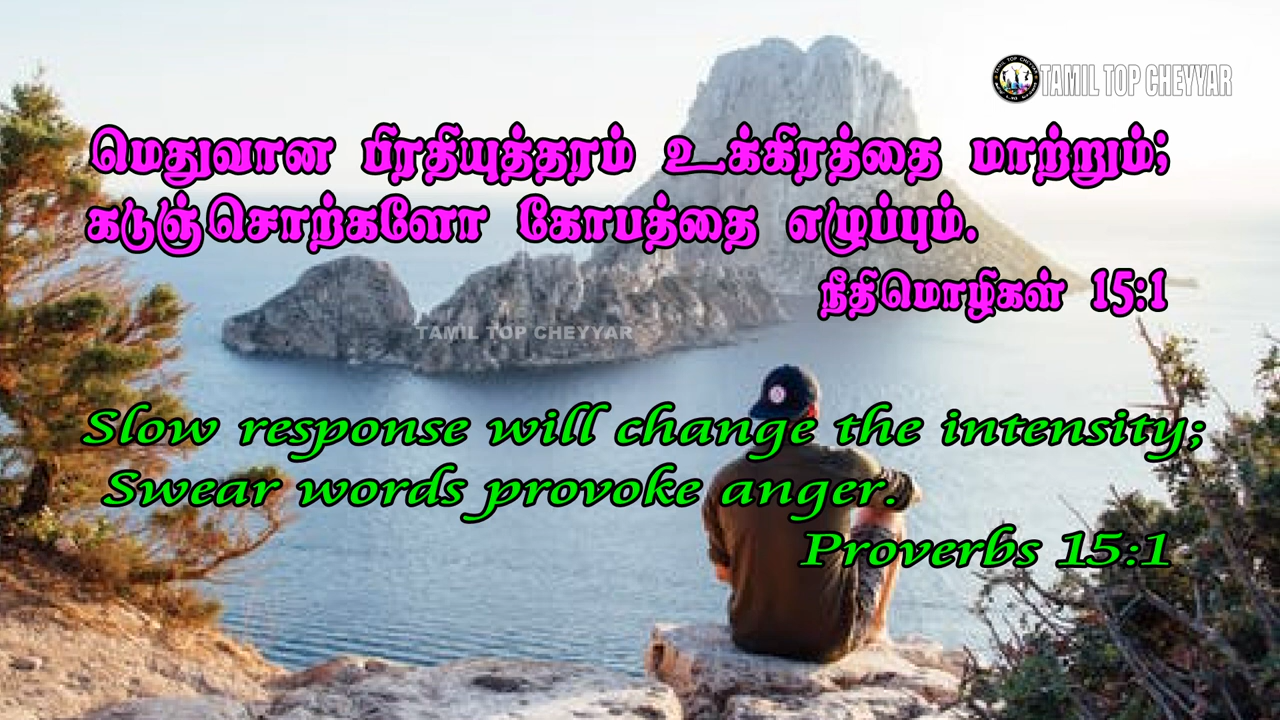 TAMIL TOP CHEYYAR
மெதுவான பிரதியுத்தரம் உக்கிரத்தை மாற்றும்;
கடுஞ்சொற்களோ கோபத்தை எழுப்பும்.
நீதிமொழிகள் 15:1
TAMIL TOP CHEYYAR
Slow response will change the intensity;
Swear words provoke anger.
Proverbs 15:1